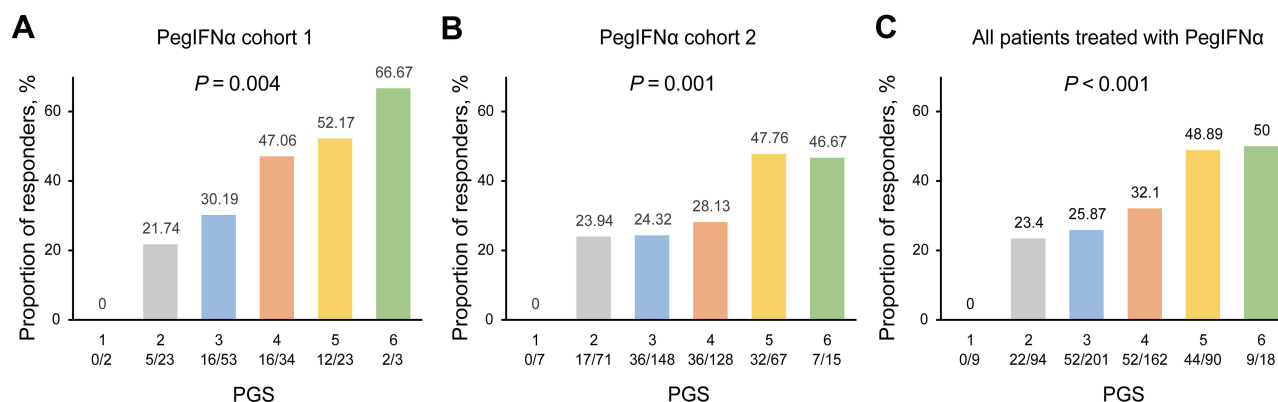 A
PegIFNα cohort 1
P = 0.004
Proportion of responders, %
60
40
20
0
0
21.74
30.19
47.06
52.17
66.67
1 2 3 4 5 6
0/2 5/23 16/53 16/34 12/23 2/3
PGS
B
PegIFNα cohort 2
P = 0.001
Proportion of responders, %
60
40
20
0
0
23.94
24.32
28.13
47.76
46.67
1 2 3 4 5 6
0/7 17/71 36/148 36/128 32/67 7/15
PGS
C
All patients treated with PegIFNα
P < 0.001
Proportion of responders, %
60
40
20
0
0
23.4
25.87
32.1
48.89
50
1 2 3 4 5 6
0/9 22/94 52/201 52/162 44/90 9/18
PGS